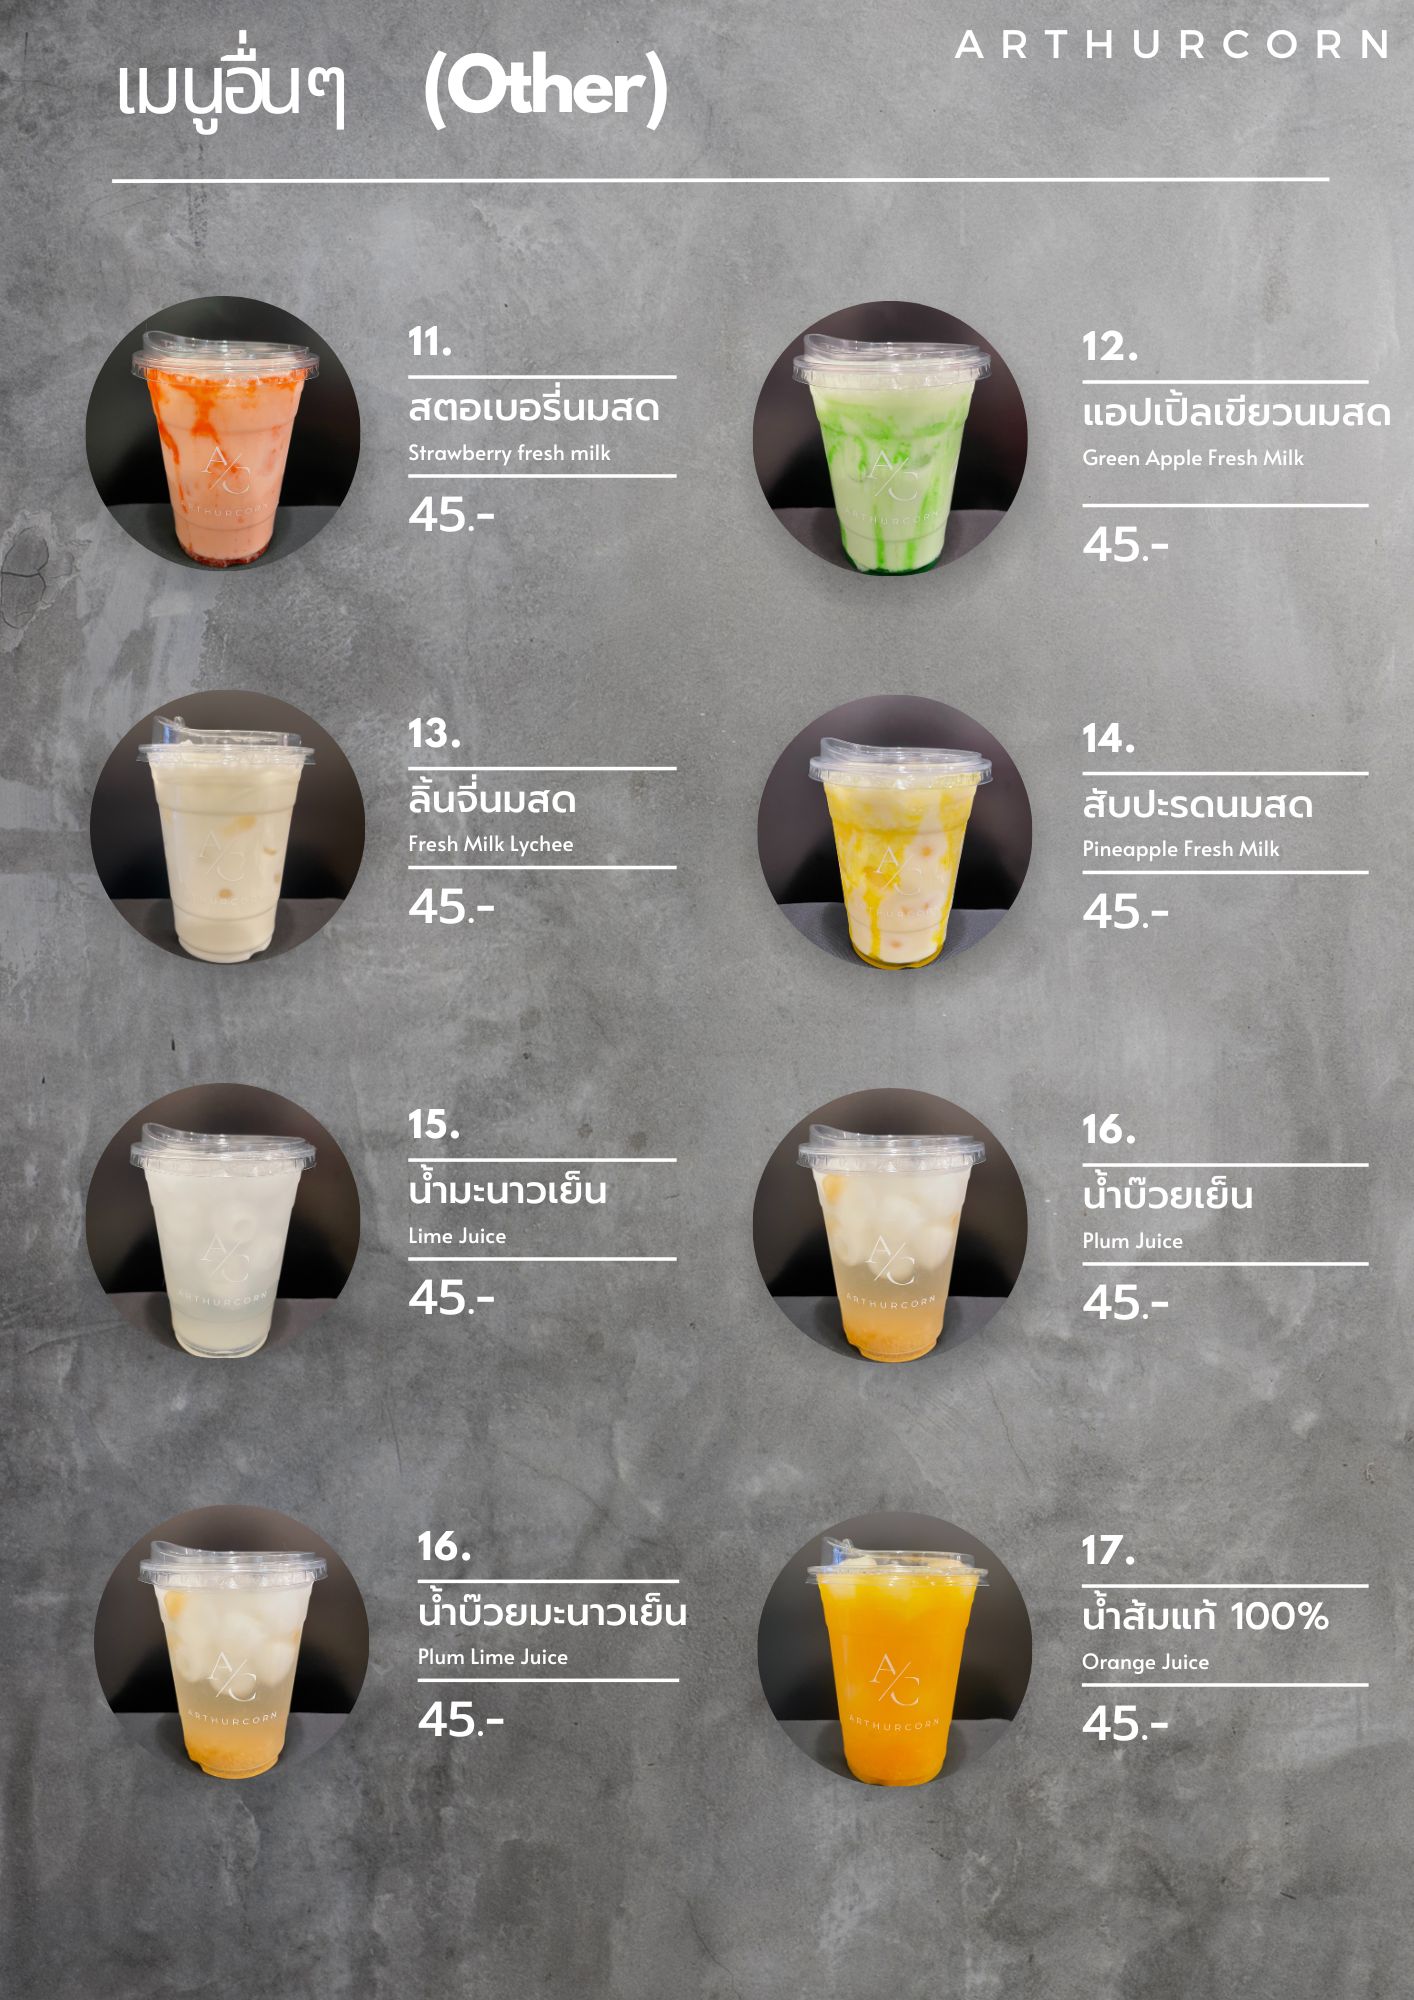 ARTHURCORN
เมนูอื่นๆ (Other)
11.
สตอเบอรี่นมสด
Strawberry fresh milk
45.-
12.
แอปเปิ้ลเขียวนมสด
Green Apple Fresh Milk
45.-
13.
ลิ้นจี่นมสด
Fresh Milk Lychee
45.-
14.
สับปะรดนมสด
Pineapple Fresh Milk
45.-
15.
น้ำมะนาวเย็น
Lime Juice
45.-
16.
น้ำบ๊วยเย็น
Plum Juice
45.-
16.
น้ำบ๊วยมะนาวเย็น
Plum Lime Juice
45.-
17.
น้ำส้มแท้ 100%
Orange Juice
45.-
A/C
ARTHURCORN
A/C
ARTHURCORN
A/C
A/C
A/C
ARTHURCORN
A/C
ARTHURCORN
A/C
ARTHURCORN
A/C
ARTHURCORN